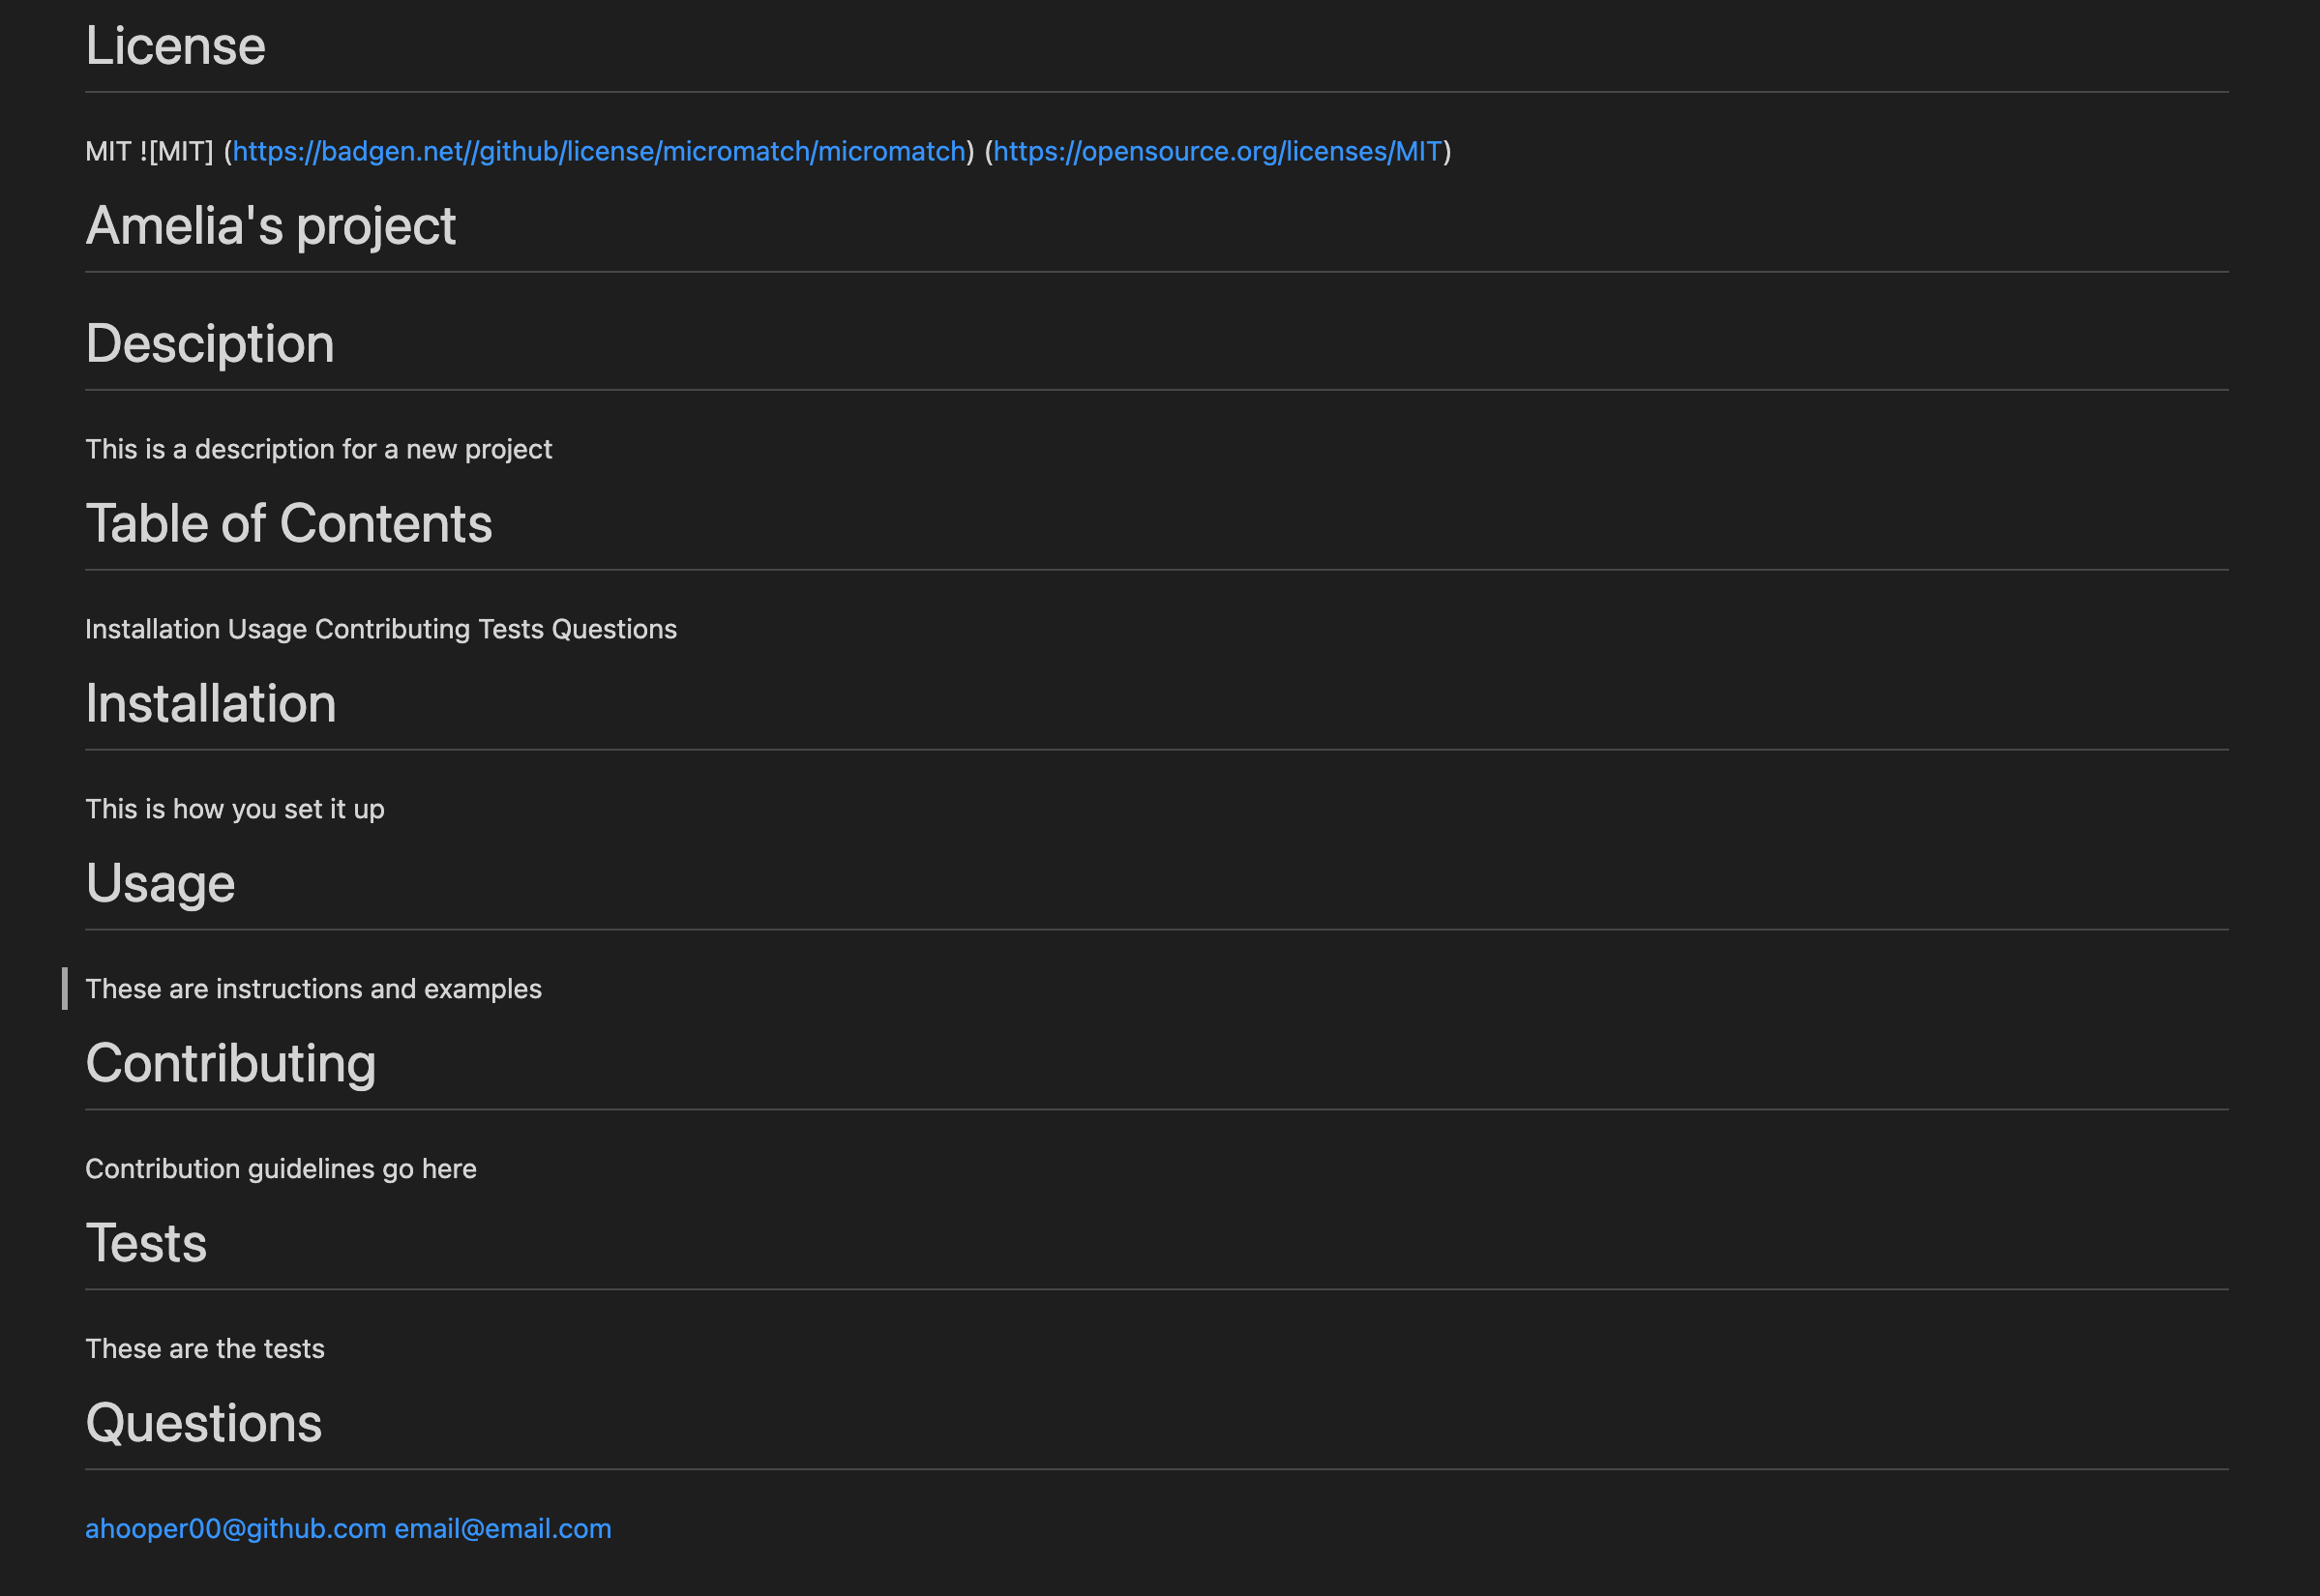 License
MIT ![MIT] (https://badgen.net//github/license/micromatch/micromatch) (https://opensource.org/licenses/MIT)
Amelia's project
Desciption
This is a description for a new project
Table of Contents
Installation Usage Contributing Tests Questions
Installation
This is how you set it up
Usage
These are instructions and examples
Contributing
Contribution guidelines go here
Tests
These are the tests
Questions
ahooper00@github.com email@email.com